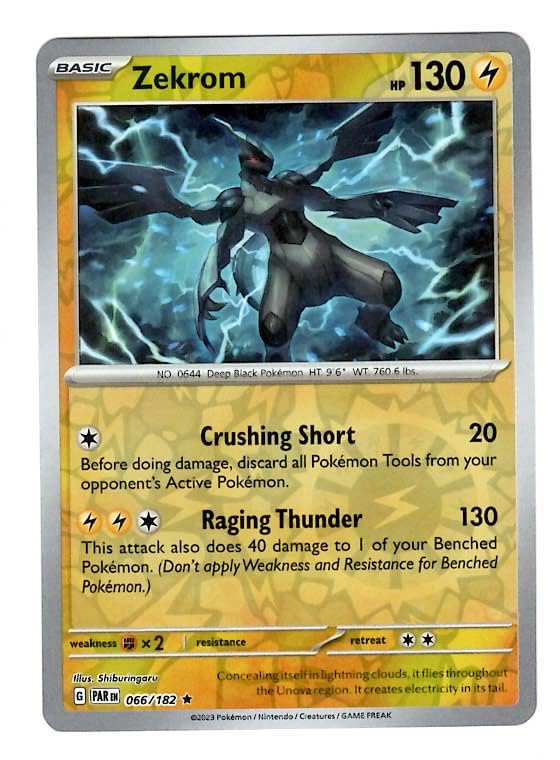 BASIC Zekrom HP 130
NO. 0644 Deep Black Pokémon HT: 9'6" WT: 760.6 lbs.
Crushing Short 20
Before doing damage, discard all Pokémon Tools from your
opponent's Active Pokémon.
Raging Thunder 130
This attack also does 40 damage to 1 of your Benched
Pokémon. (Don't apply Weakness and Resistance for Benched
Pokémon.)
weakness ×2 resistance retreat
Illus. Shiburingaru
Concealing itself in lightning clouds, it flies throughout
the Unova region. It creates electricity in its tail.
G PAR EN 066/182 ★
©2023 Pokémon / Nintendo / Creatures / GAME FREAK